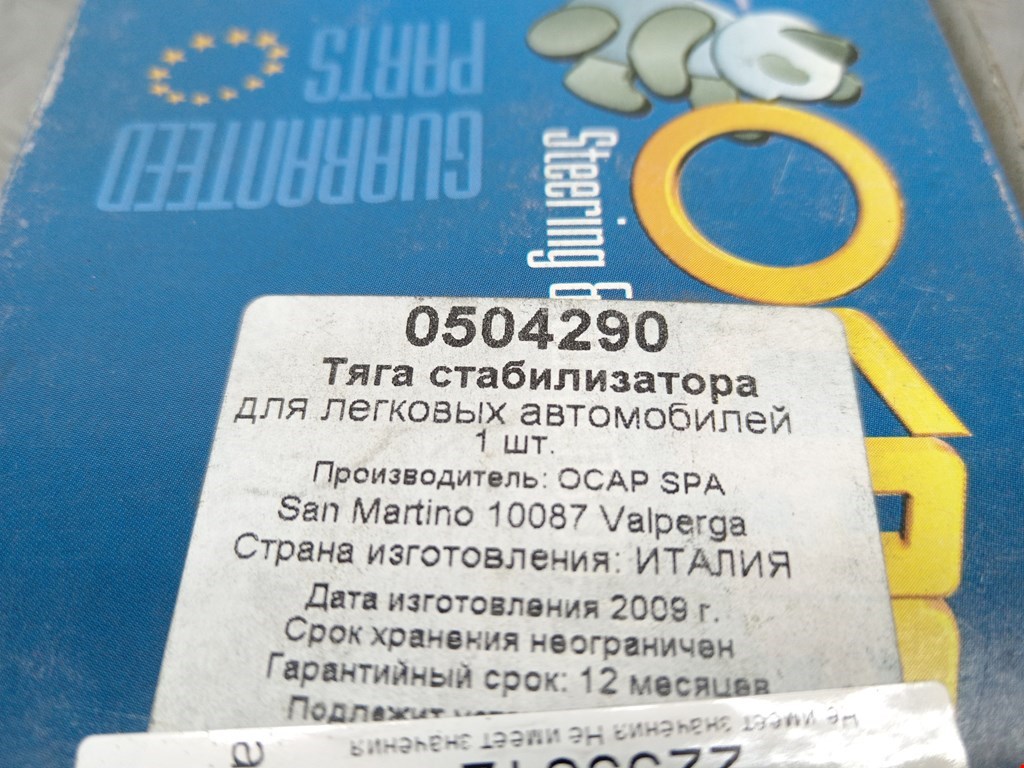 GUARANTEED
PARTS
Steering &
0504290
Тяга стабилизатора
для легковых автомобилей
1 шт.
Производитель: OCAP SPA
San Martino 10087 Valperga
Страна изготовления: ИТАЛИЯ
Дата изготовления 2009 г.
Срок хранения неограничен
Гарантийный срок: 12 месяцев
Подлежит
Не имеет значения Не имеет значения